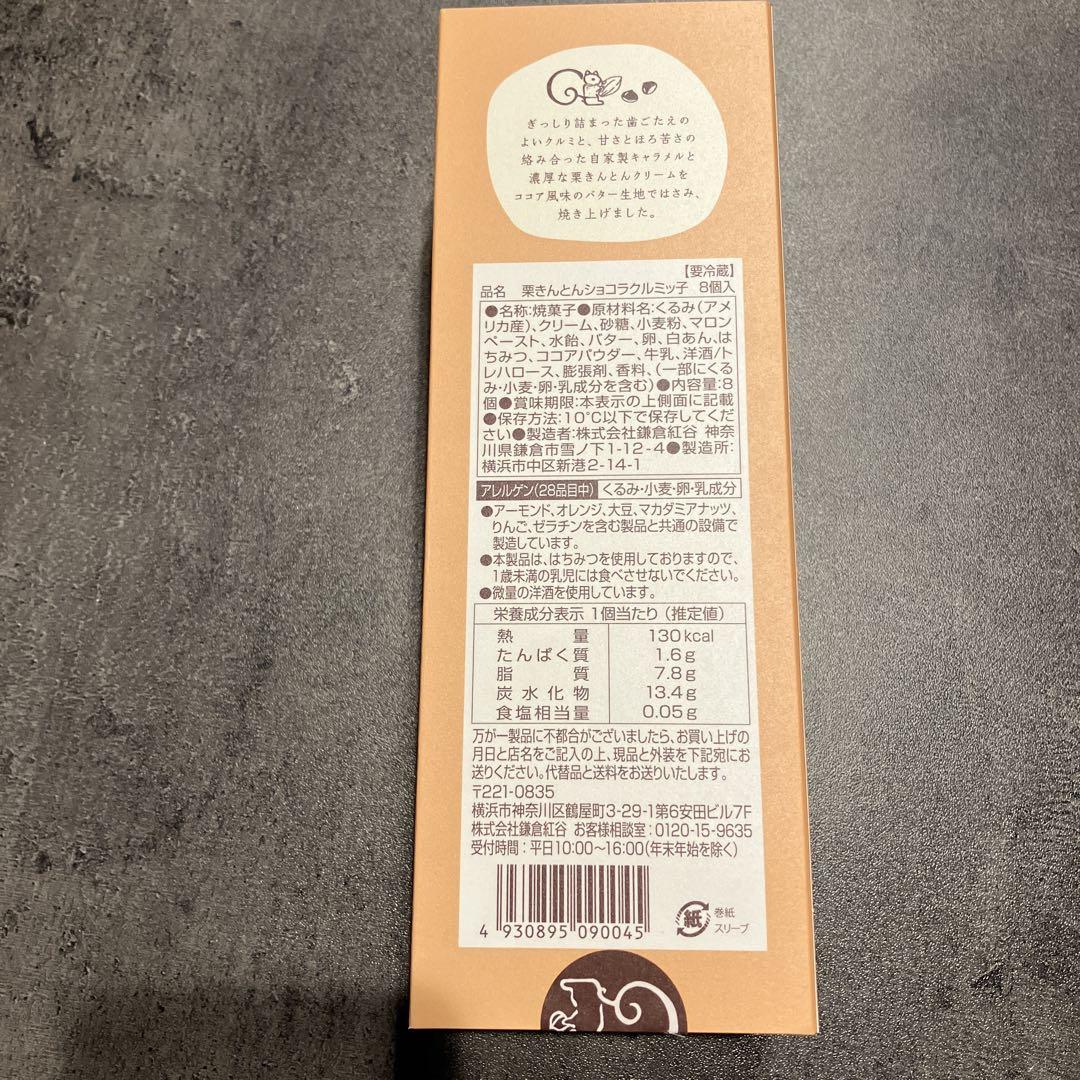 ぎっしり詰まった歯ごたえの
よいクルミと、甘さとほろ苦さの
絡み合った自家製キャラメルと
濃厚な栗きんとんクリームを
ココア風味のバター生地ではさみ、
焼き上げました。
【要冷蔵】
品名 栗きんとんショコラクルミッ子 8個入
●名称:焼菓子●原材料名:くるみ(アメ
リカ産)、クリーム、砂糖、小麦粉、マロン
ペースト、水飴、バター、卵、白あん、は
ちみつ、ココアパウダー、牛乳、洋酒/ト
レハロース、膨張剤、香料、(一部にくる
み・小麦・卵・乳成分を含む)●内容量:8
個●賞味期限:本表示の上側面に記載
●保存方法:10℃以下で保存してくだ
さい●製造者:株式会社鎌倉紅谷 神奈
川県鎌倉市雪ノ下1-12-4●製造所:
横浜市中区新港2-14-1
アレルゲン(28品目中) くるみ・小麦・卵・乳成分
●アーモンド、オレンジ、大豆、マカダミアナッツ、
りんご、ゼラチンを含む製品と共通の設備で
製造しています。
●本製品は、はちみつを使用しておりますので、
1歳未満の乳児には食べさせないでください。
●微量の洋酒を使用しています。
栄養成分表示 1個当たり(推定値)
熱量 130kcal
たんぱく質 1.6g
脂質 7.8g
炭水化物 13.4g
食塩相当量 0.05g
万が一製品に不都合がございましたら、お買い上げの
月日と店名をご記入の上、現品と外装を下記宛にお
送りください。代替品と送料をお送りいたします。
〒221-0835
横浜市神奈川区鶴屋町3-29-1第6安田ビル7F
株式会社鎌倉紅谷 お客様相談室:0120-15-9635
受付時間:平日10:00〜16:00(年末年始を除く)
4 930895 090045
紙 巻紙
スリーブ